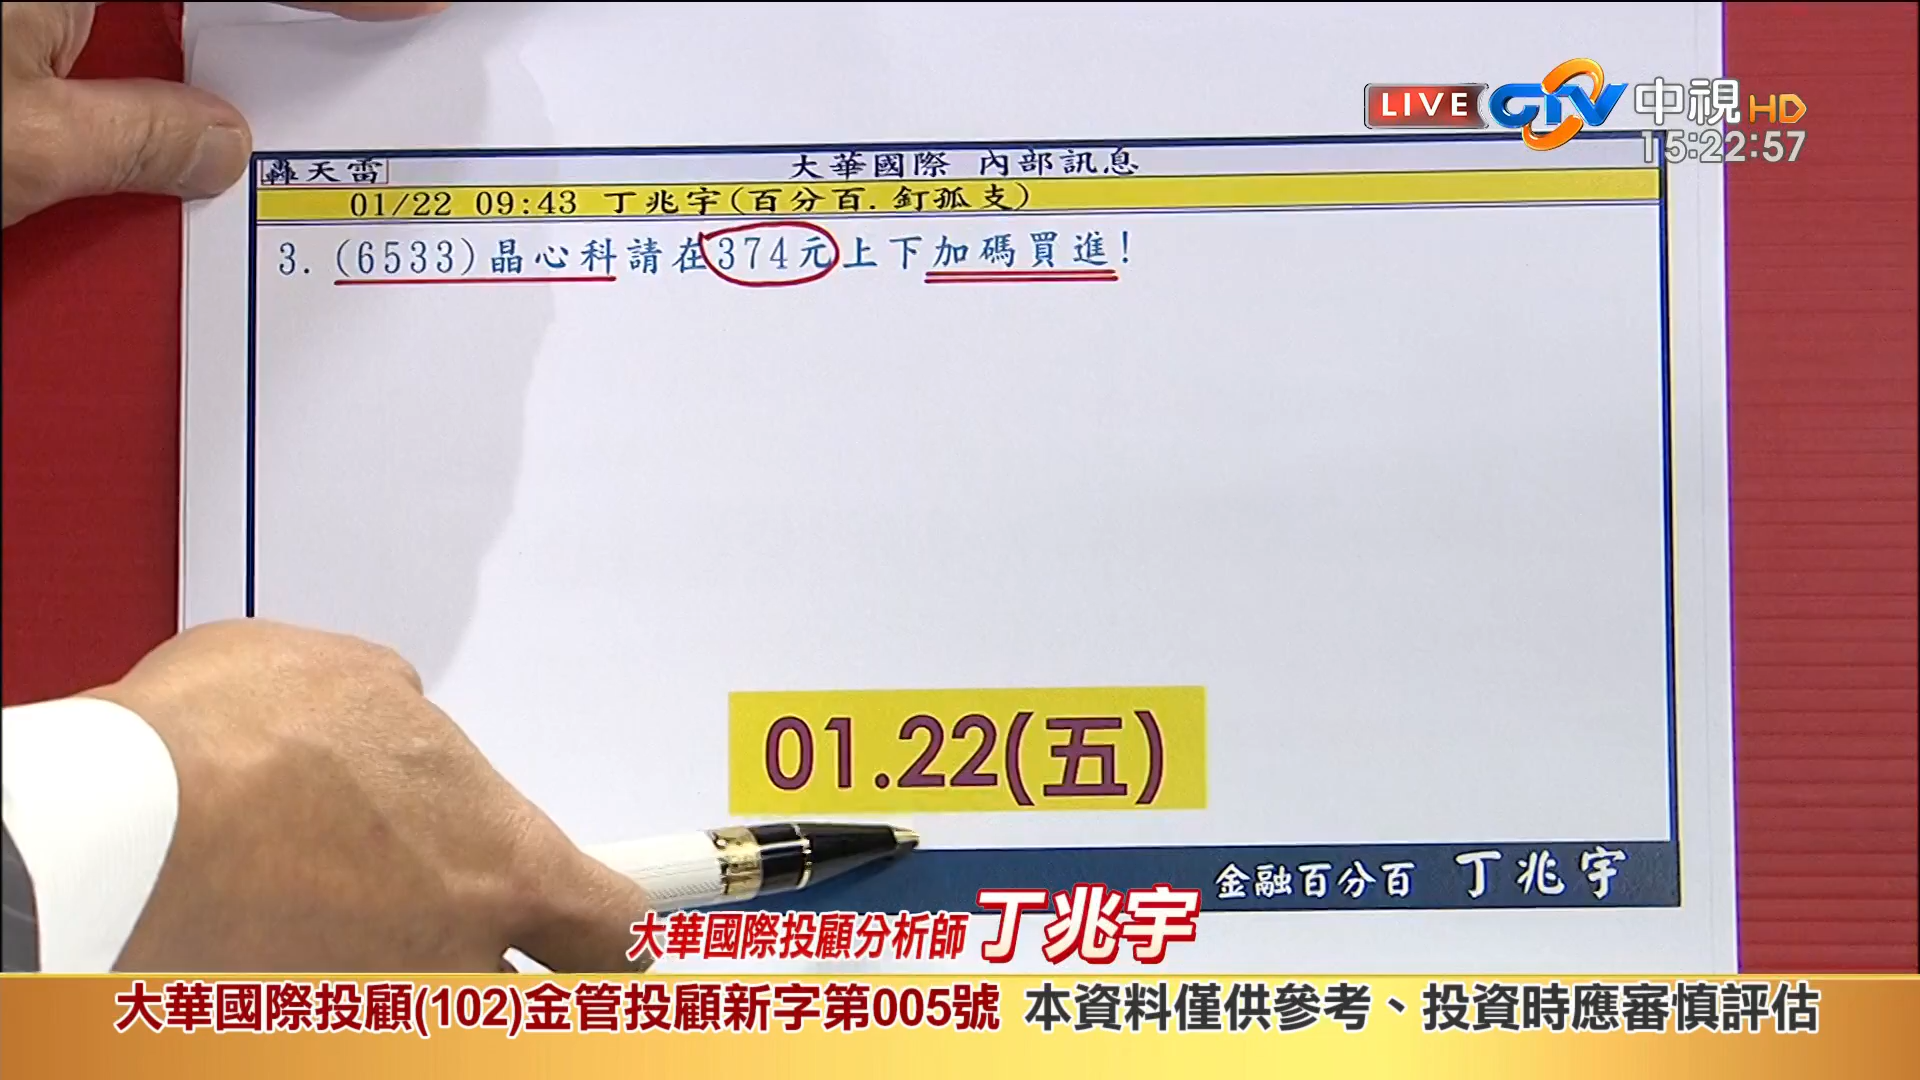 LIVE CTV 中視HD
15:22:57
轟天雷 大華國際 內部訊息
01/22 09:43 丁兆宇(百分百.釘孤支)
3.(6533)晶心科請在374元上下加碼買進!
01.22(五)
金融百分百 丁兆宇
大華國際投顧分析師 丁兆宇
大華國際投顧(102)金管投顧新字第005號 本資料僅供參考、投資時應審慎評估